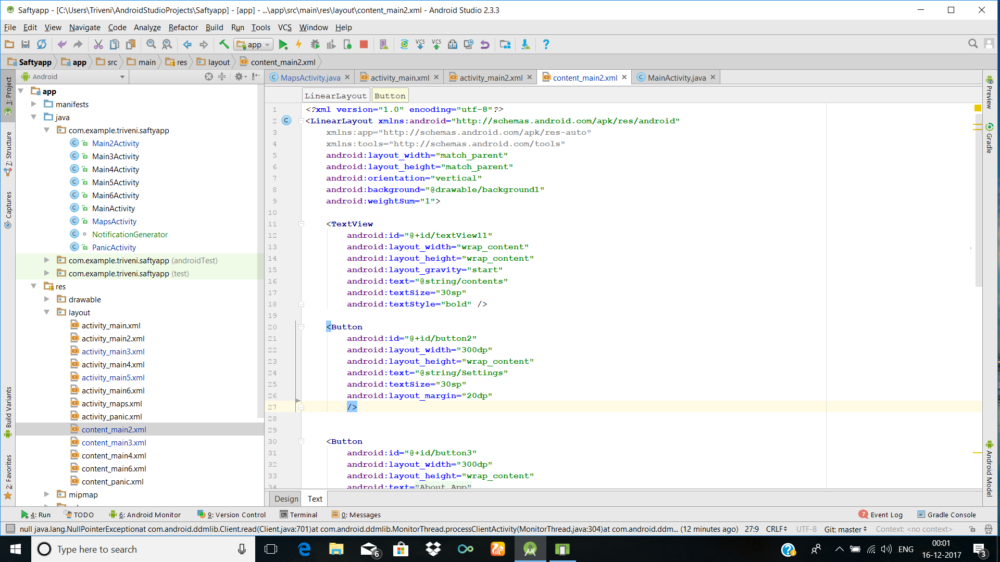 Saftyapp - [C:\Users\Triveni\AndroidStudioProjects\Saftyapp] - [app] - ...\app\src\main\res\layout\content_main2.xml - Android Studio 2.3.3
File Edit View Navigate Code Analyze Refactor Build Run Tools VCS Window Help
app VCS VCS ?
Saftyapp app src main res layout content_main2.xml
Android
MapsActivity.java activity_main.xml activity_main2.xml content_main2.xml MainActivity.java
1: Project
7: Structure
Captures
Build Variants
2: Favorites
app
manifests
java
com.example.triveni.saftyapp
Main2Activity
Main3Activity
Main4Activity
Main5Activity
Main6Activity
MainActivity
MapsActivity
NotificationGenerator
PanicActivity
com.example.triveni.saftyapp (androidTest)
com.example.triveni.saftyapp (test)
res
drawable
layout
activity_main.xml
activity_main2.xml
activity_main3.xml
activity_main4.xml
activity_main5.xml
activity_main6.xml
activity_maps.xml
activity_panic.xml
content_main2.xml
content_main3.xml
content_main4.xml
content_main6.xml
content_panic.xml
mipmap
LinearLayout Button
1 <?xml version="1.0" encoding="utf-8"?>
2 <LinearLayout xmlns:android="http://schemas.android.com/apk/res/android"
3 xmlns:app="http://schemas.android.com/apk/res-auto"
4 xmlns:tools="http://schemas.android.com/tools"
5 android:layout_width="match_parent"
6 android:layout_height="match_parent"
7 android:orientation="vertical"
8 android:background="@drawable/background1"
9 android:weightSum="1">
10
11 <TextView
12 android:id="@+id/textView11"
13 android:layout_width="wrap_content"
14 android:layout_height="wrap_content"
15 android:layout_gravity="start"
16 android:text="@string/contents"
17 android:textSize="30sp"
18 android:textStyle="bold" />
19
20 <Button
21 android:id="@+id/button2"
22 android:layout_width="300dp"
23 android:layout_height="wrap_content"
24 android:text="@string/Settings"
25 android:textSize="30sp"
26 android:layout_margin="20dp"
27 />
28
29
30 <Button
31 android:id="@+id/button3"
32 android:layout_width="300dp"
33 android:layout_height="wrap_content"
34 android:text="About App"
Preview
Gradle
Android Model
Design Text
4: Run TODO 6: Android Monitor 9: Version Control Terminal 0: Messages 7 Event Log Gradle Console
null java.lang.NullPointerExceptionat com.android.ddmlib.Client.read(Client.java:701)at com.android.ddmlib.MonitorThread.processClientActivity(MonitorThread.java:304)at com.android.ddm... (12 minutes ago) 27:9 CRLF UTF-8 Git: master Context: <no context>
Type here to search 6 ENG 00:01
16-12-2017 3